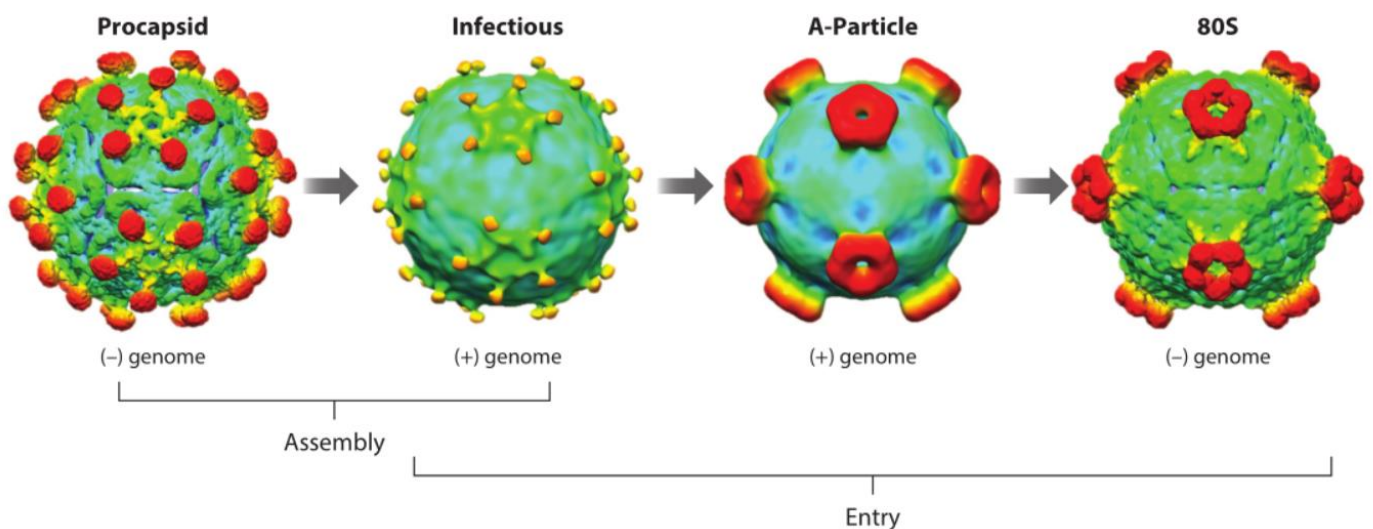 Procapsid
Infectious
A-Particle
80S
(–) genome
(+) genome
(+) genome
(–) genome
Assembly
Entry